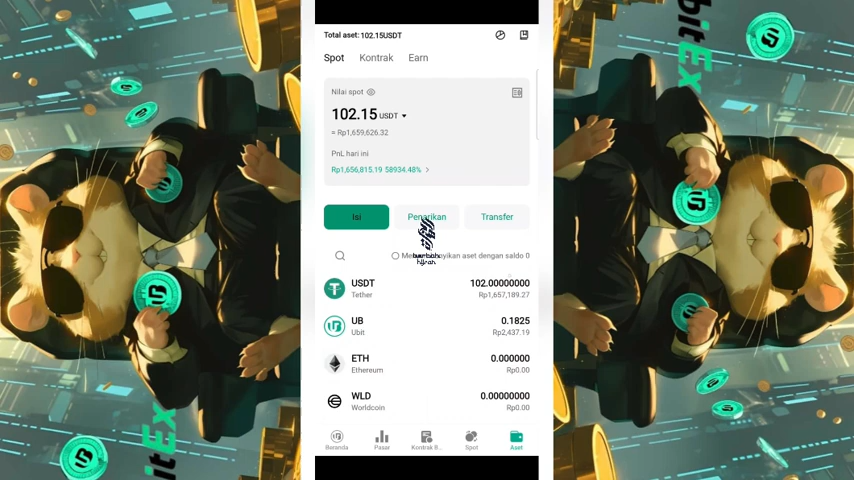 Total aset: 102.15USDT
Spot Kontrak Earn
Nilai spot
102.15 USDT
≈ Rp1,659,626.32
PnL hari ini
Rp1,656,815.19 58934.48%
Isi Penarikan Transfer
aset dengan saldo 0
USDT 102.00000000
Tether Rp1,657,189.27
UB 0.1825
Ubit Rp2,437.19
ETH 0.000000
Ethereum Rp0.00
WLD 0.00000000
Worldcoin Rp0.00
Beranda Pasar Kontrak B... Spot Aset
bitEx
itEx